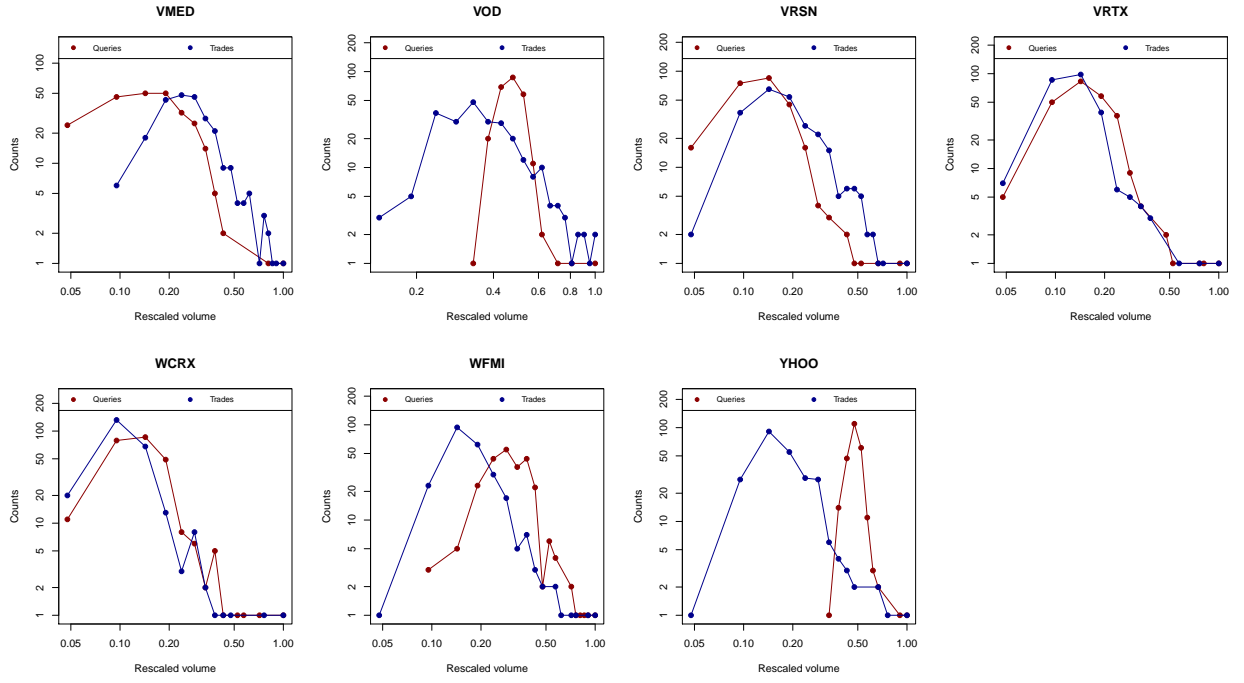 VMED
Queries Trades
Counts
1 2 5 10 20 50 100
0.05 0.10 0.20 0.50 1.00
Rescaled volume
VOD
Queries Trades
Counts
1 2 5 10 20 50 100 200
0.2 0.4 0.6 0.8 1.0
Rescaled volume
VRSN
Queries Trades
Counts
1 2 5 10 20 50 100 200
0.05 0.10 0.20 0.50 1.00
Rescaled volume
VRTX
Queries Trades
Counts
1 2 5 10 20 50 100 200
0.05 0.10 0.20 0.50 1.00
Rescaled volume
WCRX
Queries Trades
Counts
1 2 5 10 20 50 100 200
0.05 0.10 0.20 0.50 1.00
Rescaled volume
WFMI
Queries Trades
Counts
1 2 5 10 20 50 100 200
0.05 0.10 0.20 0.50 1.00
Rescaled volume
YHOO
Queries Trades
Counts
1 2 5 10 20 50 100 200
0.05 0.10 0.20 0.50 1.00
Rescaled volume